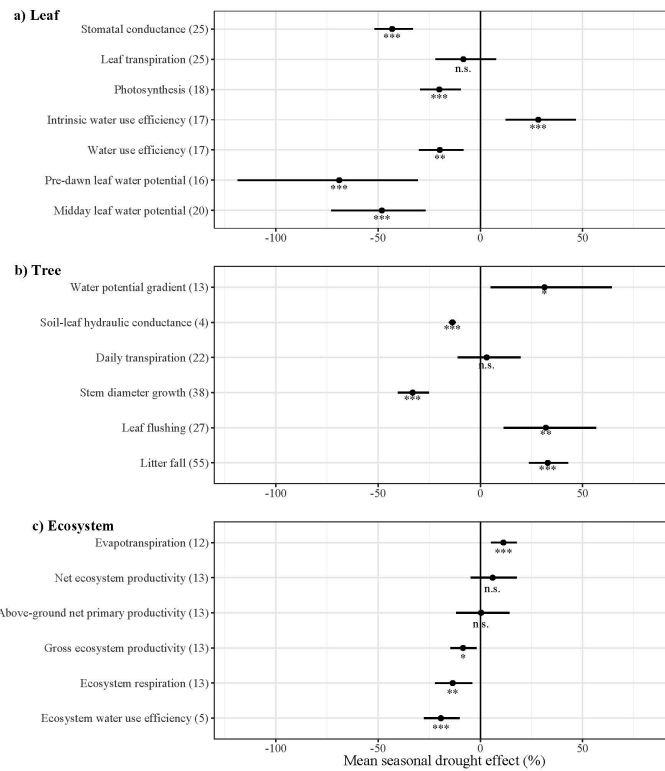 a) Leaf
Stomatal conductance (25)
***
Leaf transpiration (25)
n.s.
Photosynthesis (18)
***
Intrinsic water use efficiency (17)
***
Water use efficiency (17)
**
Pre-dawn leaf water potential (16)
***
Midday leaf water potential (20)
***
-100 -50 0 50
b) Tree
Water potential gradient (13)
*
Soil-leaf hydraulic conductance (4)
***
Daily transpiration (22)
n.s.
Stem diameter growth (38)
***
Leaf flushing (27)
**
Litter fall (55)
***
-100 -50 0 50
c) Ecosystem
Evapotranspiration (12)
***
Net ecosystem productivity (13)
n.s.
Above-ground net primary productivity (13)
n.s.
Gross ecosystem productivity (13)
*
Ecosystem respiration (13)
**
Ecosystem water use efficiency (5)
***
-100 -50 0 50
Mean seasonal drought effect (%)